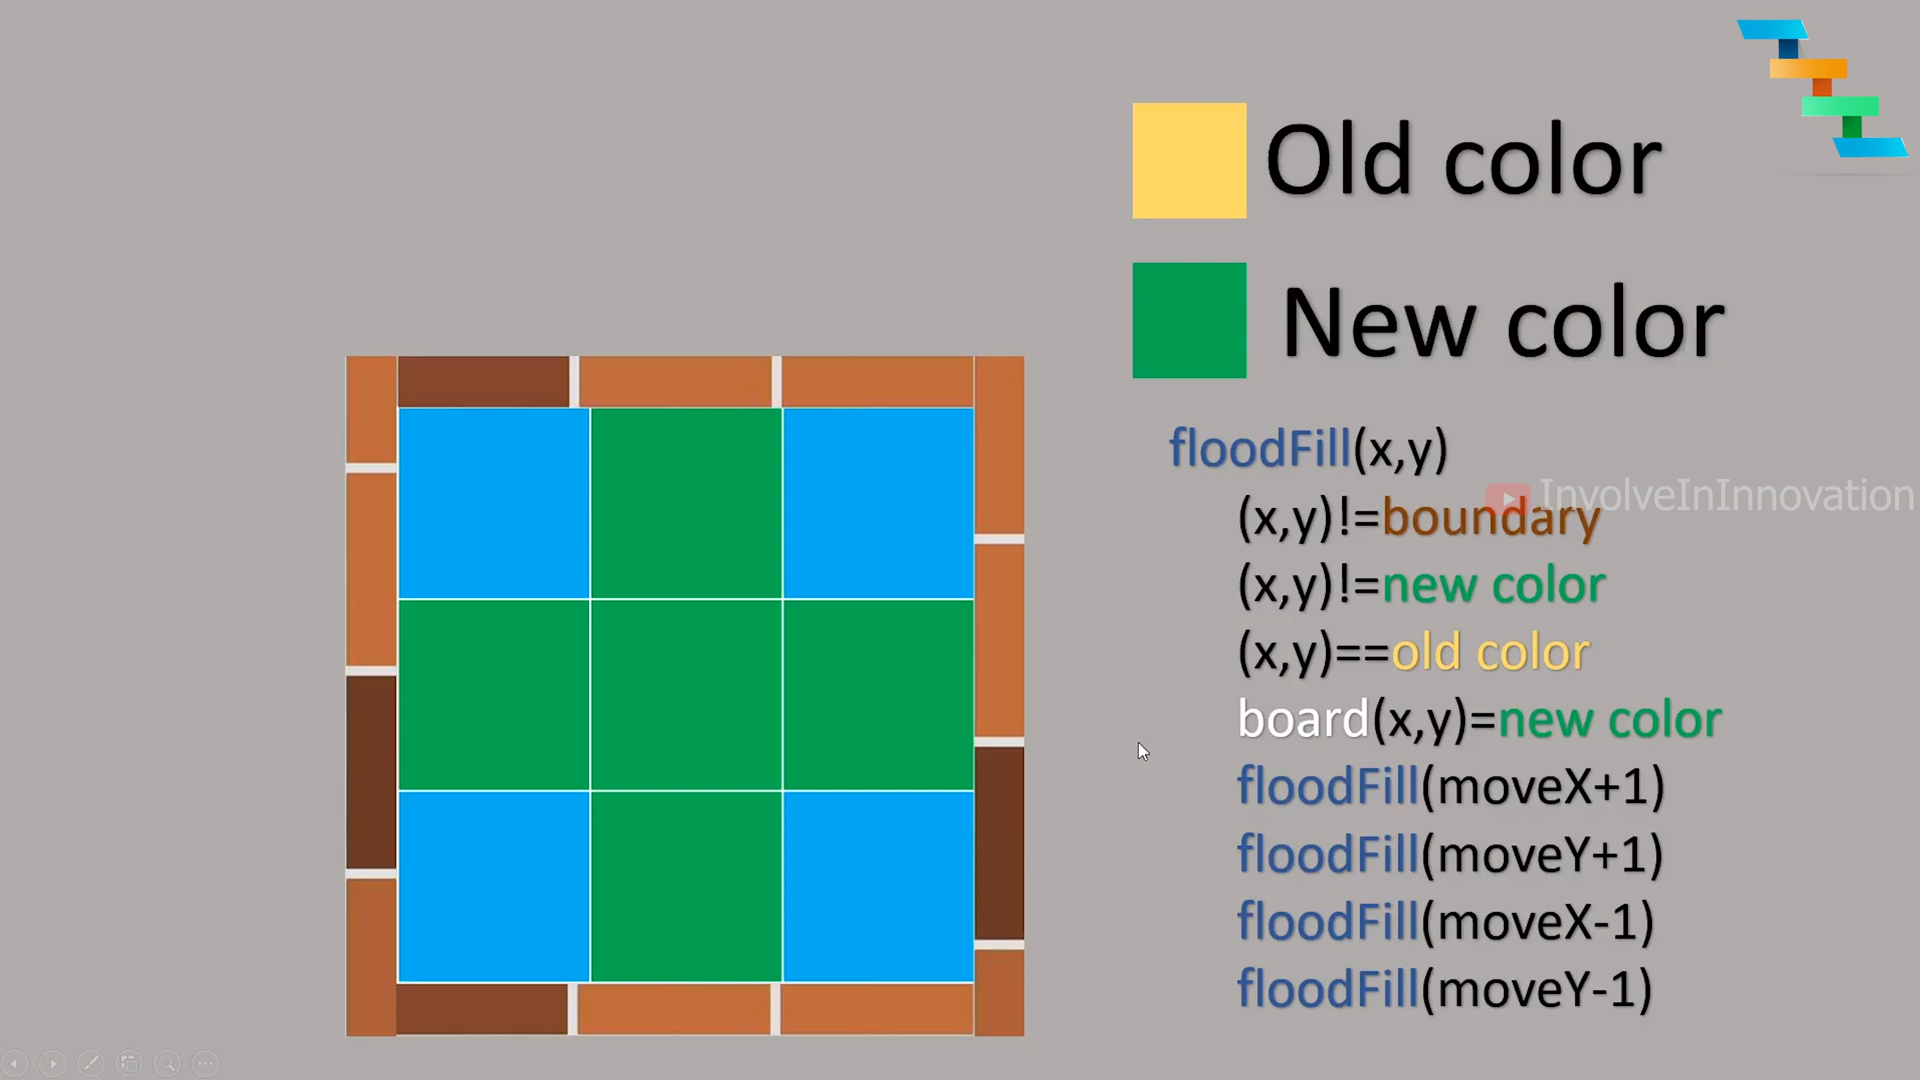 Old color
New color
floodFill(x,y)
InvolveInInnovation
(x,y)!=boundary
(x,y)!=new color
(x,y)==old color
board(x,y)=new color
floodFill(moveX+1)
floodFill(moveY+1)
floodFill(moveX-1)
floodFill(moveY-1)